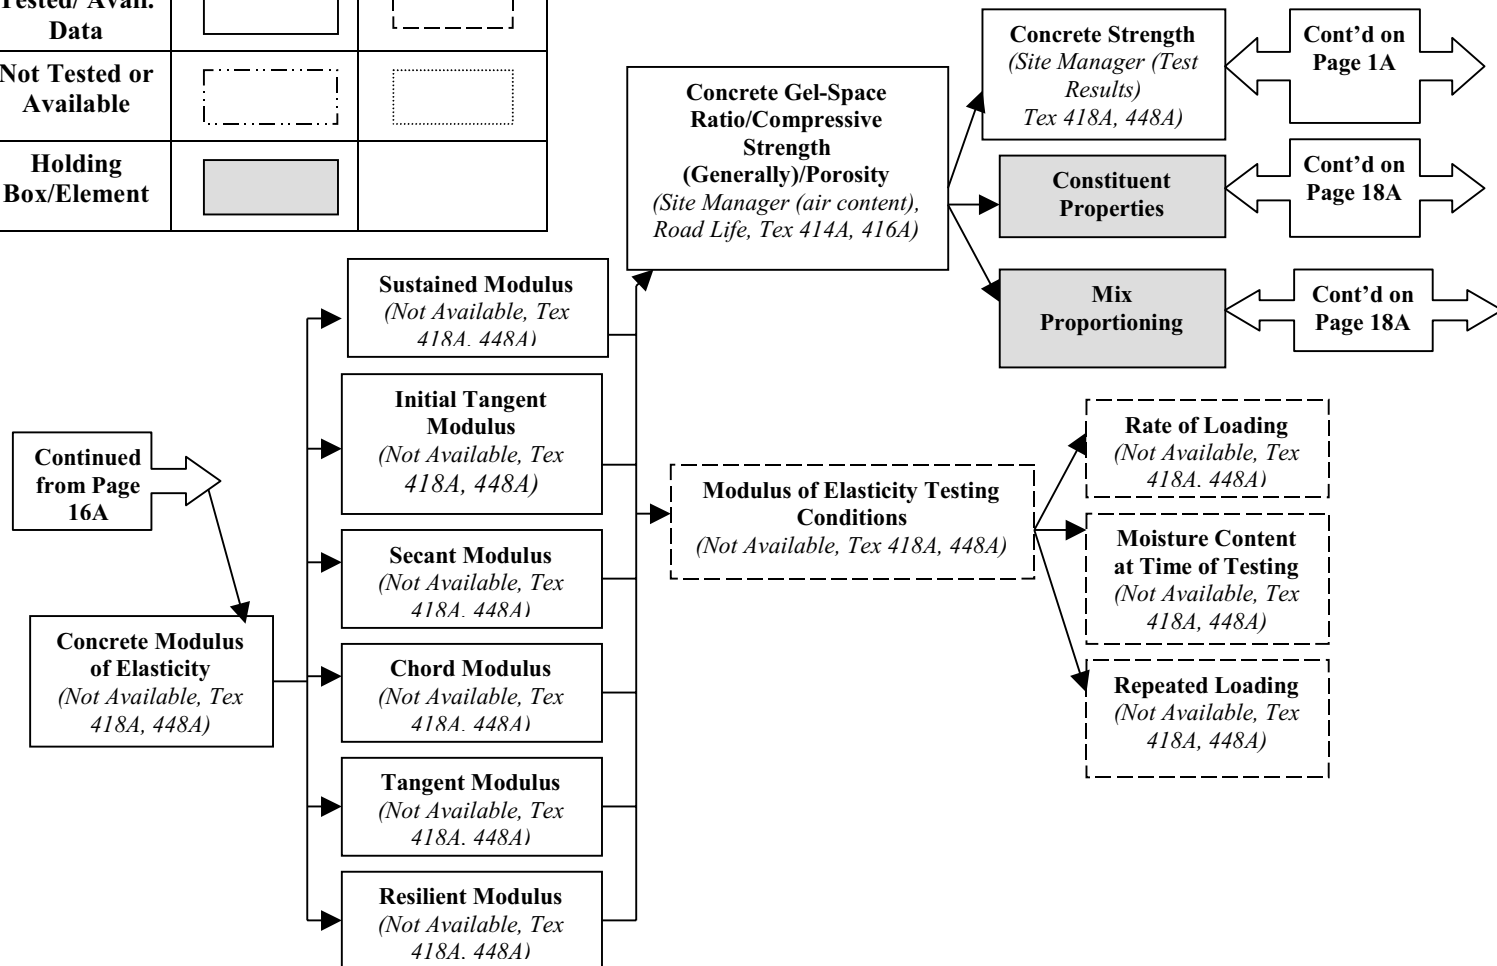 Tested/ Avail.
Data
Not Tested or
Available
Holding
Box/Element
Concrete Gel-Space
Ratio/Compressive
Strength
(Generally)/Porosity
(Site Manager (air content),
Road Life, Tex 414A, 416A)
Concrete Strength
(Site Manager (Test
Results)
Tex 418A, 448A)
Cont’d on
Page 1A
Constituent
Properties
Cont’d on
Page 18A
Mix
Proportioning
Cont’d on
Page 18A
Sustained Modulus
(Not Available, Tex
418A, 448A)
Initial Tangent
Modulus
(Not Available, Tex
418A, 448A)
Secant Modulus
(Not Available, Tex
418A, 448A)
Chord Modulus
(Not Available, Tex
418A, 448A)
Tangent Modulus
(Not Available, Tex
418A, 448A)
Resilient Modulus
(Not Available, Tex
418A, 448A)
Continued
from Page
16A
Concrete Modulus
of Elasticity
(Not Available, Tex
418A, 448A)
Modulus of Elasticity Testing
Conditions
(Not Available, Tex 418A, 448A)
Rate of Loading
(Not Available, Tex
418A, 448A)
Moisture Content
at Time of Testing
(Not Available, Tex
418A, 448A)
Repeated Loading
(Not Available, Tex
418A, 448A)